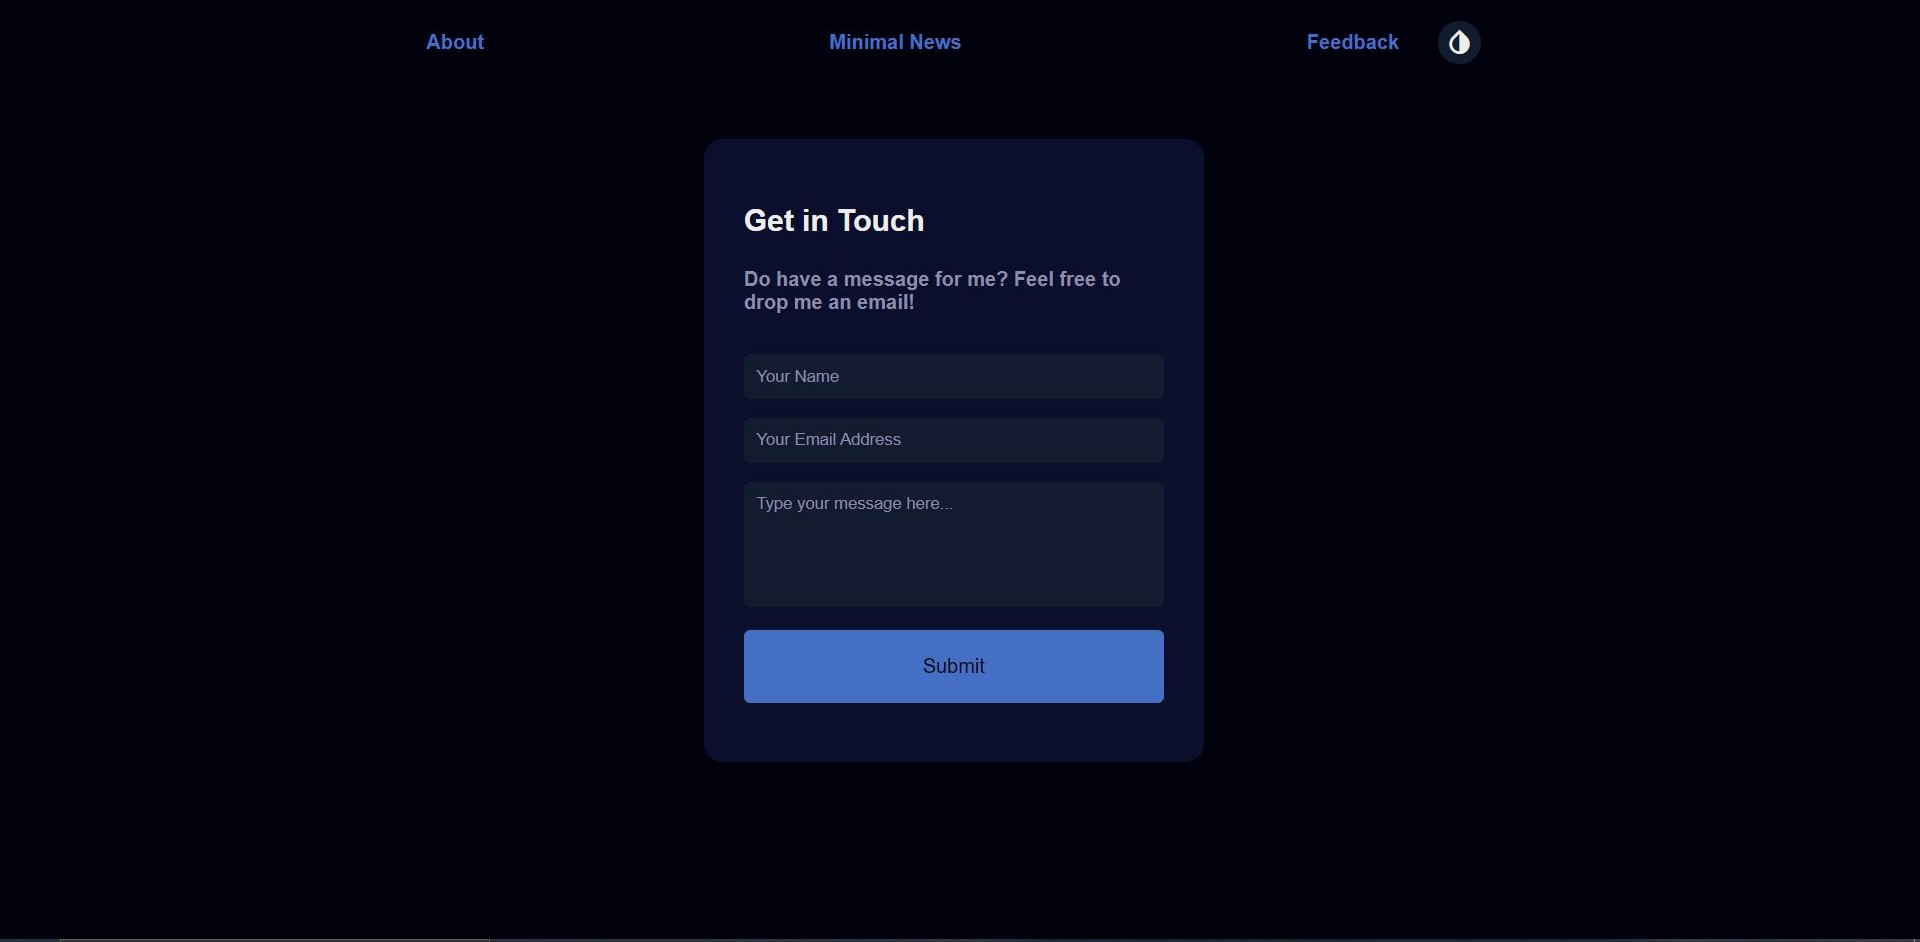 About
Minimal News
Feedback
Get in Touch
Do have a message for me? Feel free to
drop me an email!
Your Name
Your Email Address
Type your message here...
Submit